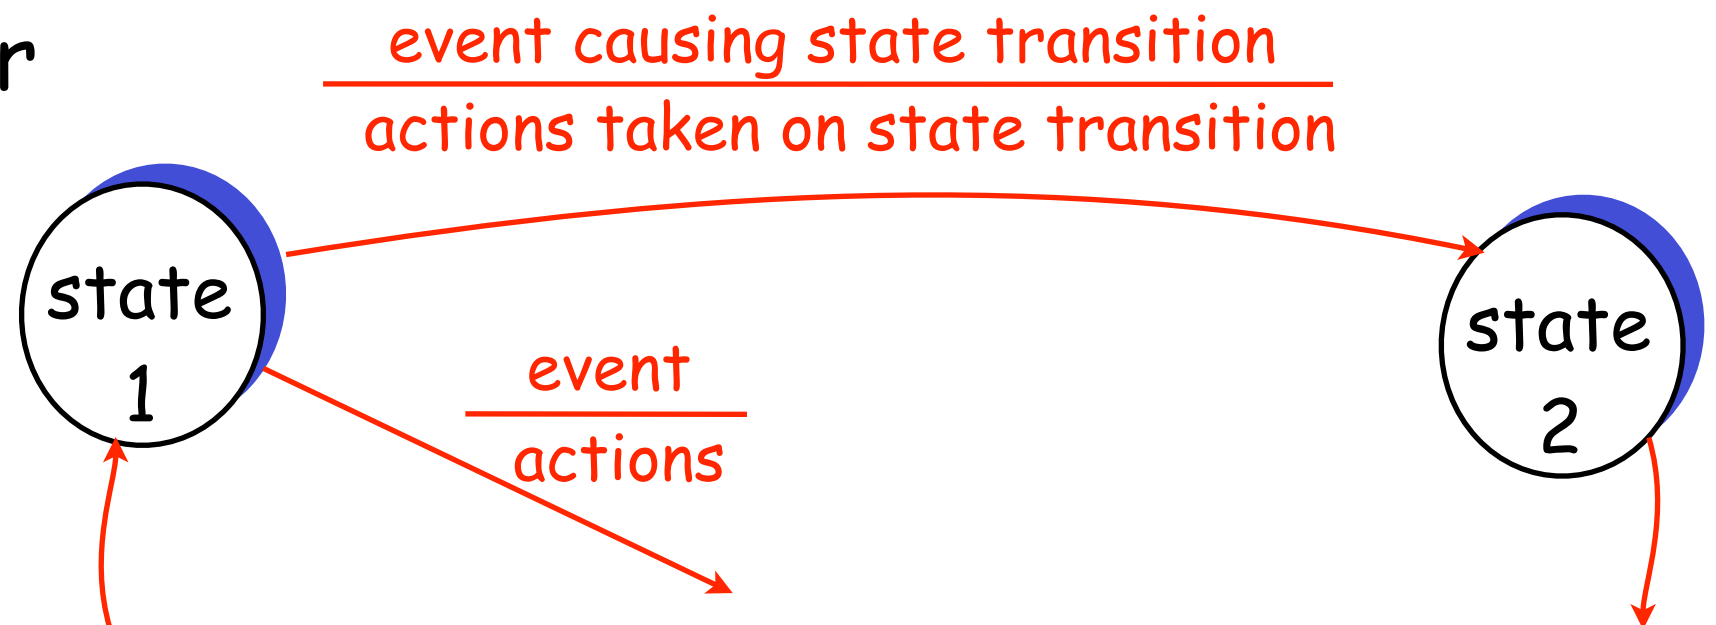 r
event causing state transition
actions taken on state transition
state
1
state
2
event
actions